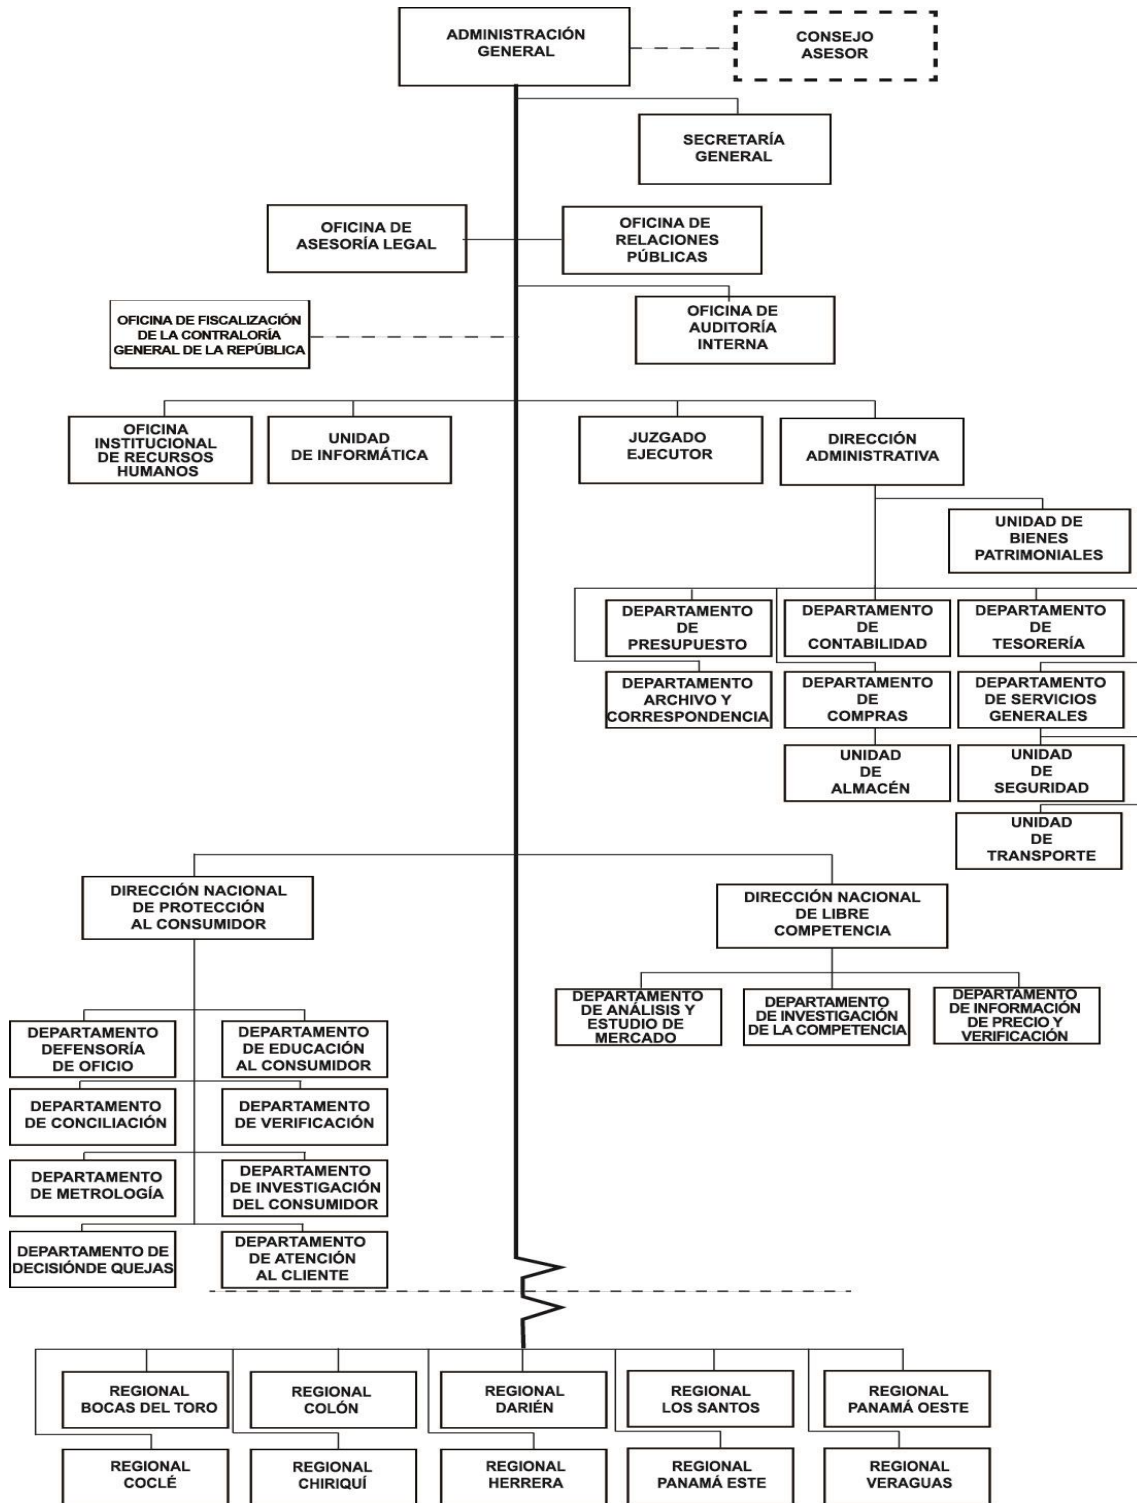 ADMINISTRACIÓN
GENERAL
CONSEJO
ASESOR
SECRETARÍA
GENERAL
OFICINA DE
ASESORÍA LEGAL
OFICINA DE
RELACIONES
PÚBLICAS
OFICINA DE FISCALIZACIÓN
DE LA CONTRALORÍA
GENERAL DE LA REPÚBLICA
OFICINA DE
AUDITORÍA
INTERNA
OFICINA
INSTITUCIONAL
DE RECURSOS
HUMANOS
UNIDAD
DE INFORMÁTICA
JUZGADO
EJECUTOR
DIRECCIÓN
ADMINISTRATIVA
UNIDAD DE
BIENES
PATRIMONIALES
DEPARTAMENTO
DE
PRESUPUESTO
DEPARTAMENTO
DE
CONTABILIDAD
DEPARTAMENTO
DE
TESORERÍA
DEPARTAMENTO
ARCHIVO Y
CORRESPONDENCIA
DEPARTAMENTO
DE
COMPRAS
DEPARTAMENTO
DE SERVICIOS
GENERALES
UNIDAD
DE
ALMACÉN
UNIDAD
DE
SEGURIDAD
UNIDAD
DE
TRANSPORTE
DIRECCIÓN NACIONAL
DE PROTECCIÓN
AL CONSUMIDOR
DIRECCIÓN NACIONAL
DE LIBRE
COMPETENCIA
DEPARTAMENTO
DE ANÁLISIS Y
ESTUDIO DE
MERCADO
DEPARTAMENTO
DE INVESTIGACIÓN
DE LA COMPETENCIA
DEPARTAMENTO
DE INFORMACIÓN
DE PRECIO Y
VERIFICACIÓN
DEPARTAMENTO
DEFENSORÍA
DE OFICIO
DEPARTAMENTO
DE EDUCACIÓN
AL CONSUMIDOR
DEPARTAMENTO
DE CONCILIACIÓN
DEPARTAMENTO
DE VERIFICACIÓN
DEPARTAMENTO
DE METROLOGÍA
DEPARTAMENTO
DE INVESTIGACIÓN
DEL CONSUMIDOR
DEPARTAMENTO DE
DECISIÓNDE QUEJAS
DEPARTAMENTO
DE ATENCIÓN
AL CLIENTE
REGIONAL
BOCAS DEL TORO
REGIONAL
COLÓN
REGIONAL
DARIÉN
REGIONAL
LOS SANTOS
REGIONAL
PANAMÁ OESTE
REGIONAL
COCLÉ
REGIONAL
CHIRIQUÍ
REGIONAL
HERRERA
REGIONAL
PANAMÁ ESTE
REGIONAL
VERAGUAS